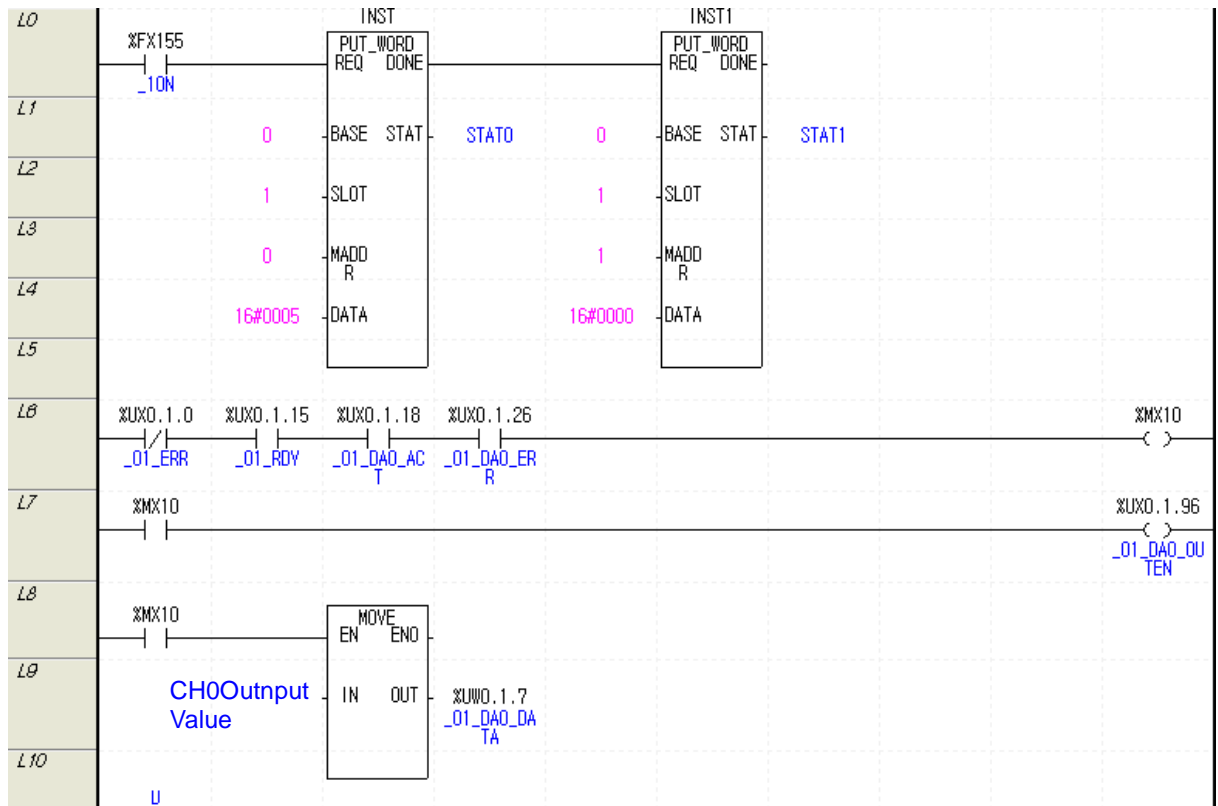 L0
INST INST1
%FX155 PUT_WORD PUT_WORD
REQ DONE REQ DONE
_1ON
L1
0 BASE STAT STAT0 0 BASE STAT STAT1
L2
1 SLOT 1 SLOT
L3
0 MADD 1 MADD
R R
L4
16#0005 DATA 16#0000 DATA
L5
L6
%UX0.1.0 %UX0.1.15 %UX0.1.18 %UX0.1.26 %MX10
_01_ERR _01_RDY _01_DA0_AC _01_DA0_ER
T R
L7
%MX10 %UX0.1.96
_01_DA0_OU
TEN
L8
%MX10 MOVE
EN ENO
L9
CH0Outnput IN OUT %UW0.1.7
Value _01_DA0_DA
TA
L10